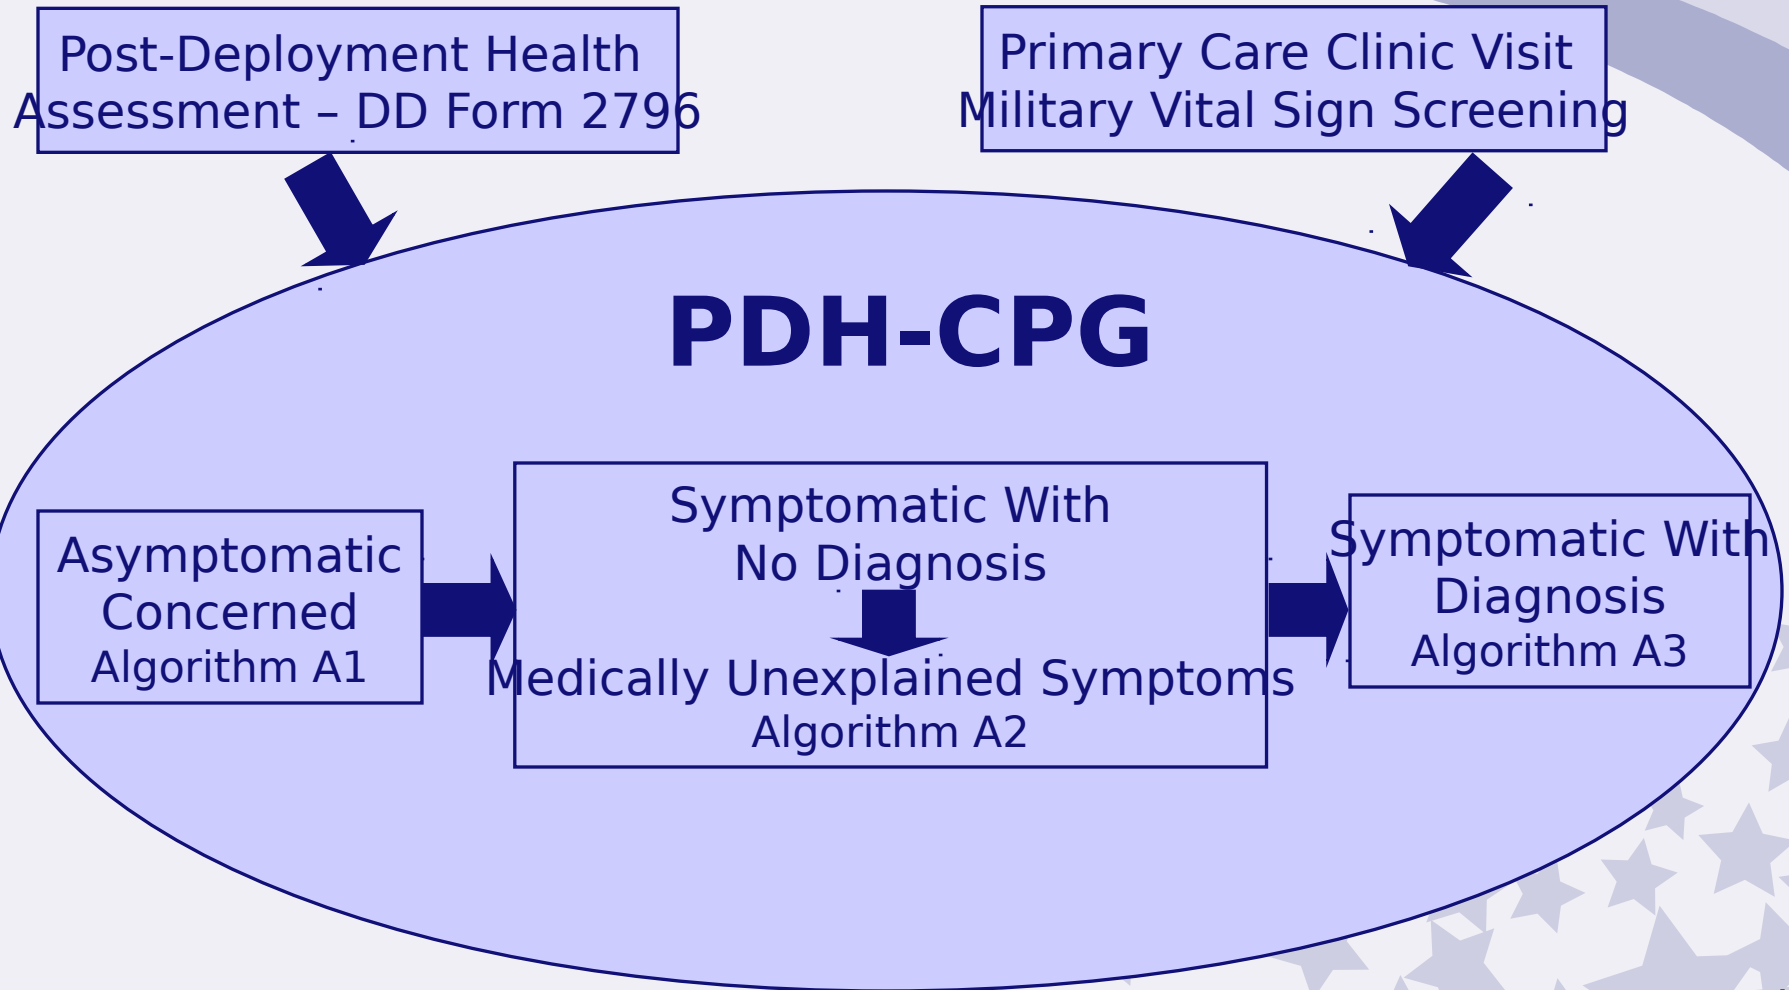 Post-Deployment Health
Assessment – DD Form 2796
Primary Care Clinic Visit
Military Vital Sign Screening
PDH-CPG
Asymptomatic
Concerned
Algorithm A1
Symptomatic With
No Diagnosis
Medically Unexplained Symptoms
Algorithm A2
Symptomatic With
Diagnosis
Algorithm A3